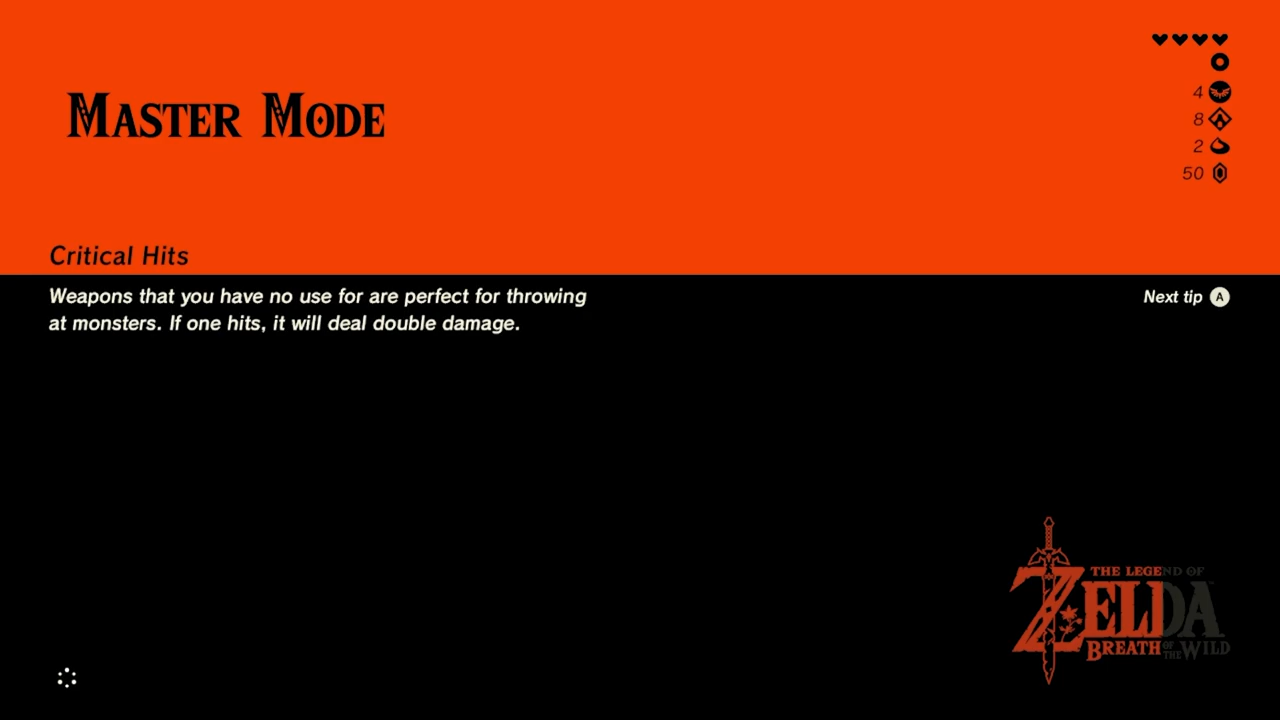 MASTER MODE
4
8
2
50
Critical Hits
Weapons that you have no use for are perfect for throwing
at monsters. If one hits, it will deal double damage.
Next tip A
THE LEGEND OF
ZELDA
BREATH OF THE WILD